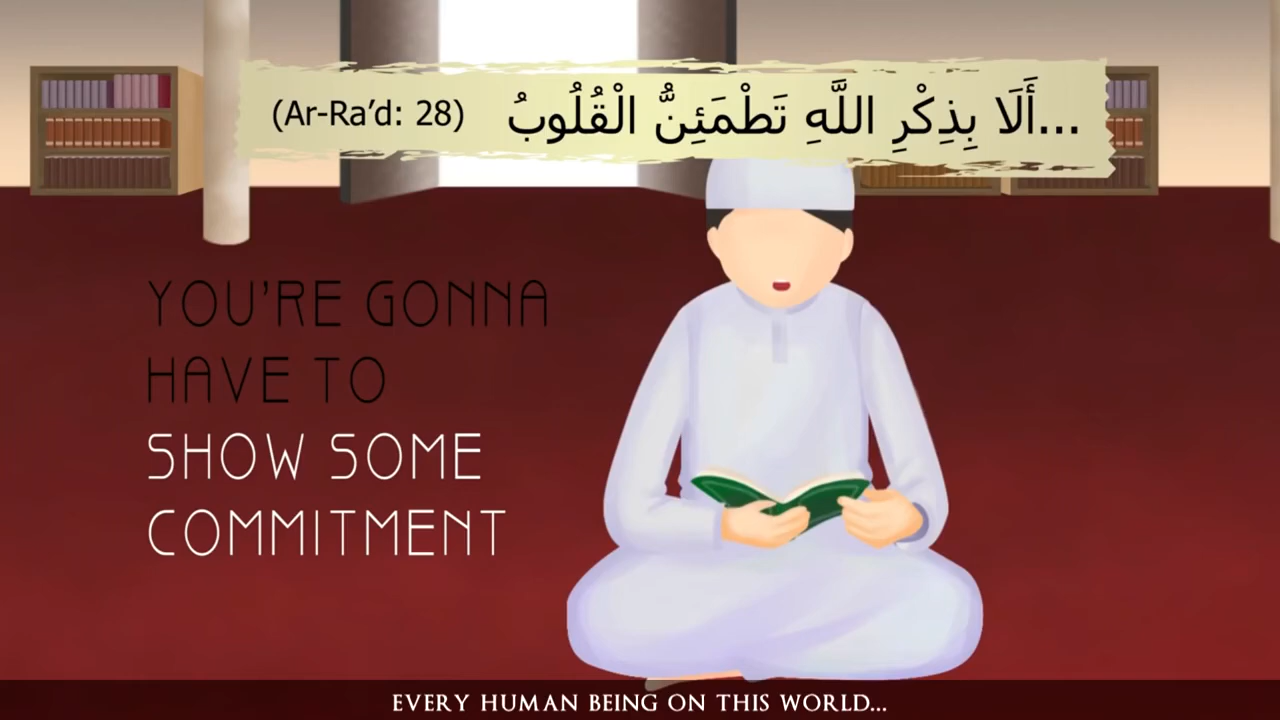 (Ar-Ra’d: 28) ...أَلَا بِذِكْرِ اللَّهِ تَطْمَئِنُّ الْقُلُوبُ
YOU'RE GONNA
HAVE TO
SHOW SOME
COMMITMENT
EVERY HUMAN BEING ON THIS WORLD...